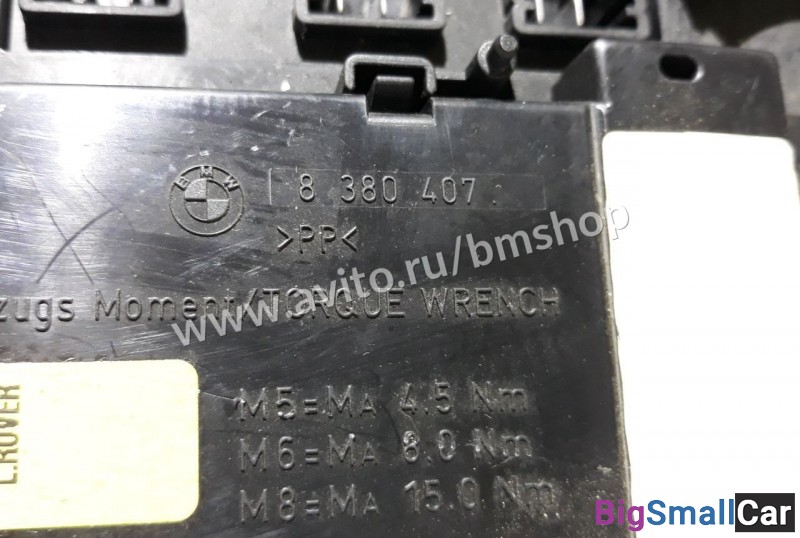 BMW
8 380 407
>PP<
zugs Moment/TORQUE WRENCH
www.avito.ru/bmshop
L.ROVER
M5=MA 4.5 Nm
M6=MA 8.0 Nm
M8=MA 15.0 Nm
BigSmallCar